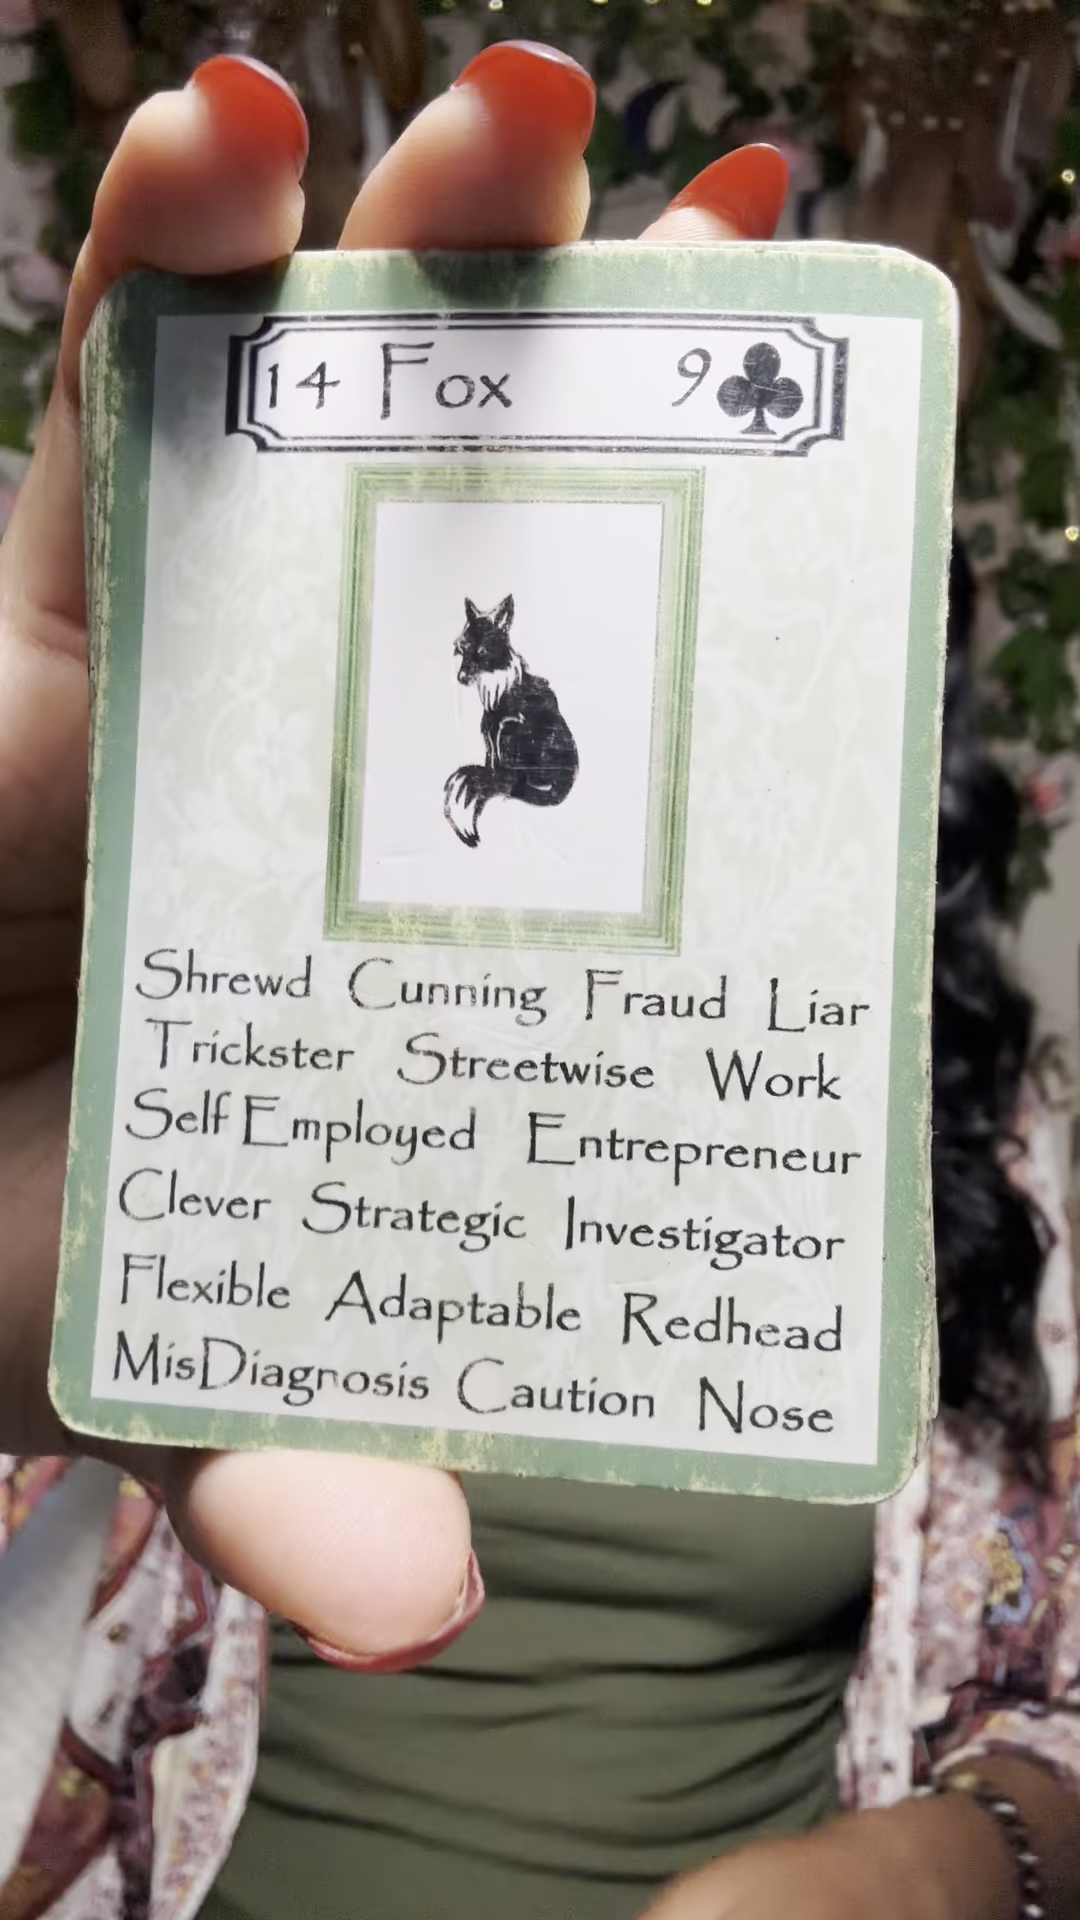 14 Fox 9♣
Shrewd Cunning Fraud Liar
Trickster Streetwise Work
Self Employed Entrepreneur
Clever Strategic Investigator
Flexible Adaptable Redhead
MisDiagnosis Caution Nose